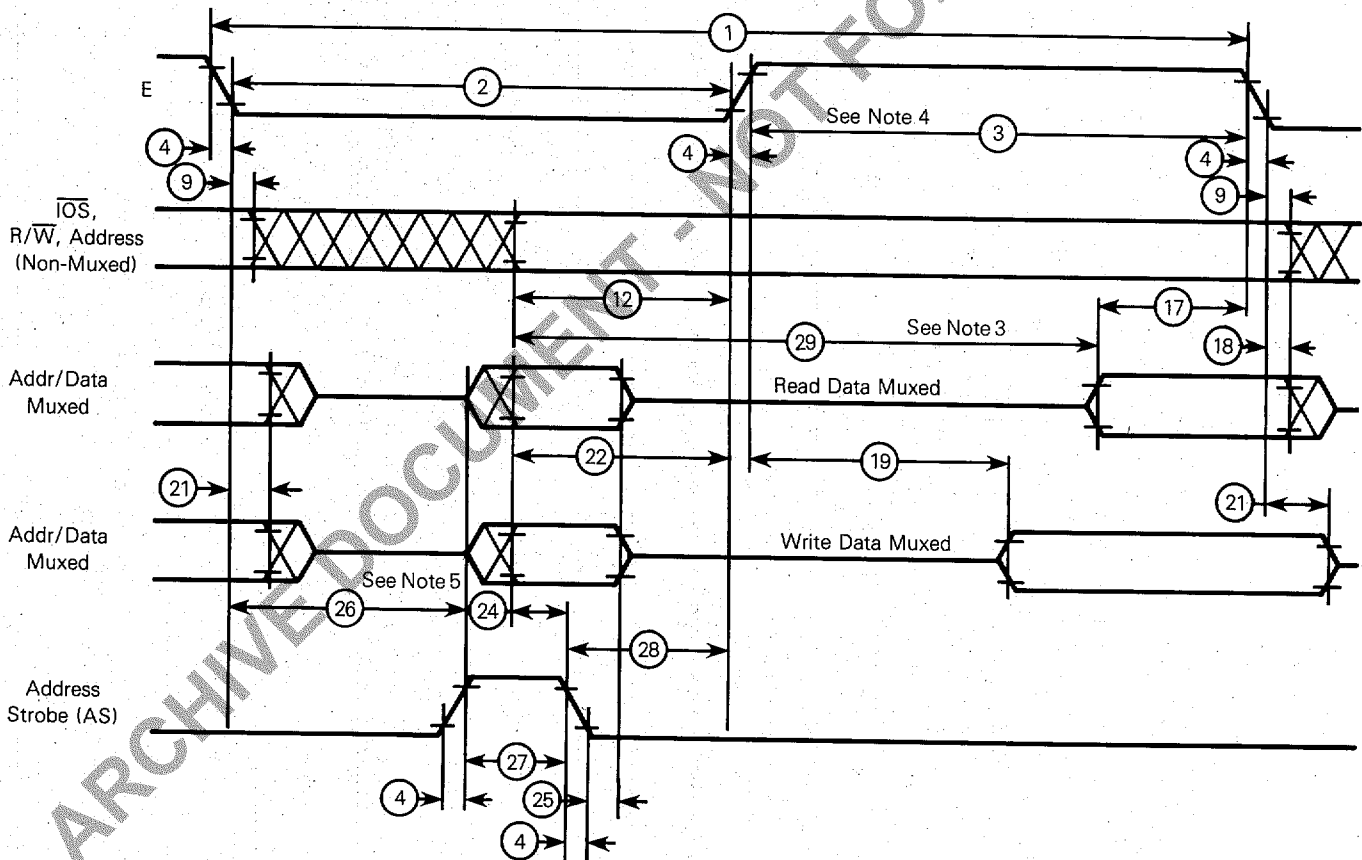 1
E
2
See Note 4
3
4
4
4
9
9
I̅O̅S̅,
R/W̅, Address
(Non-Muxed)
12
17
See Note 3
29
18
Addr/Data
Muxed
Read Data Muxed
22
19
21
21
Addr/Data
Muxed
Write Data Muxed
See Note 5
26
24
28
Address
Strobe (AS)
27
4
25
4
ARCHIVE DOCUMENT - NOT FO